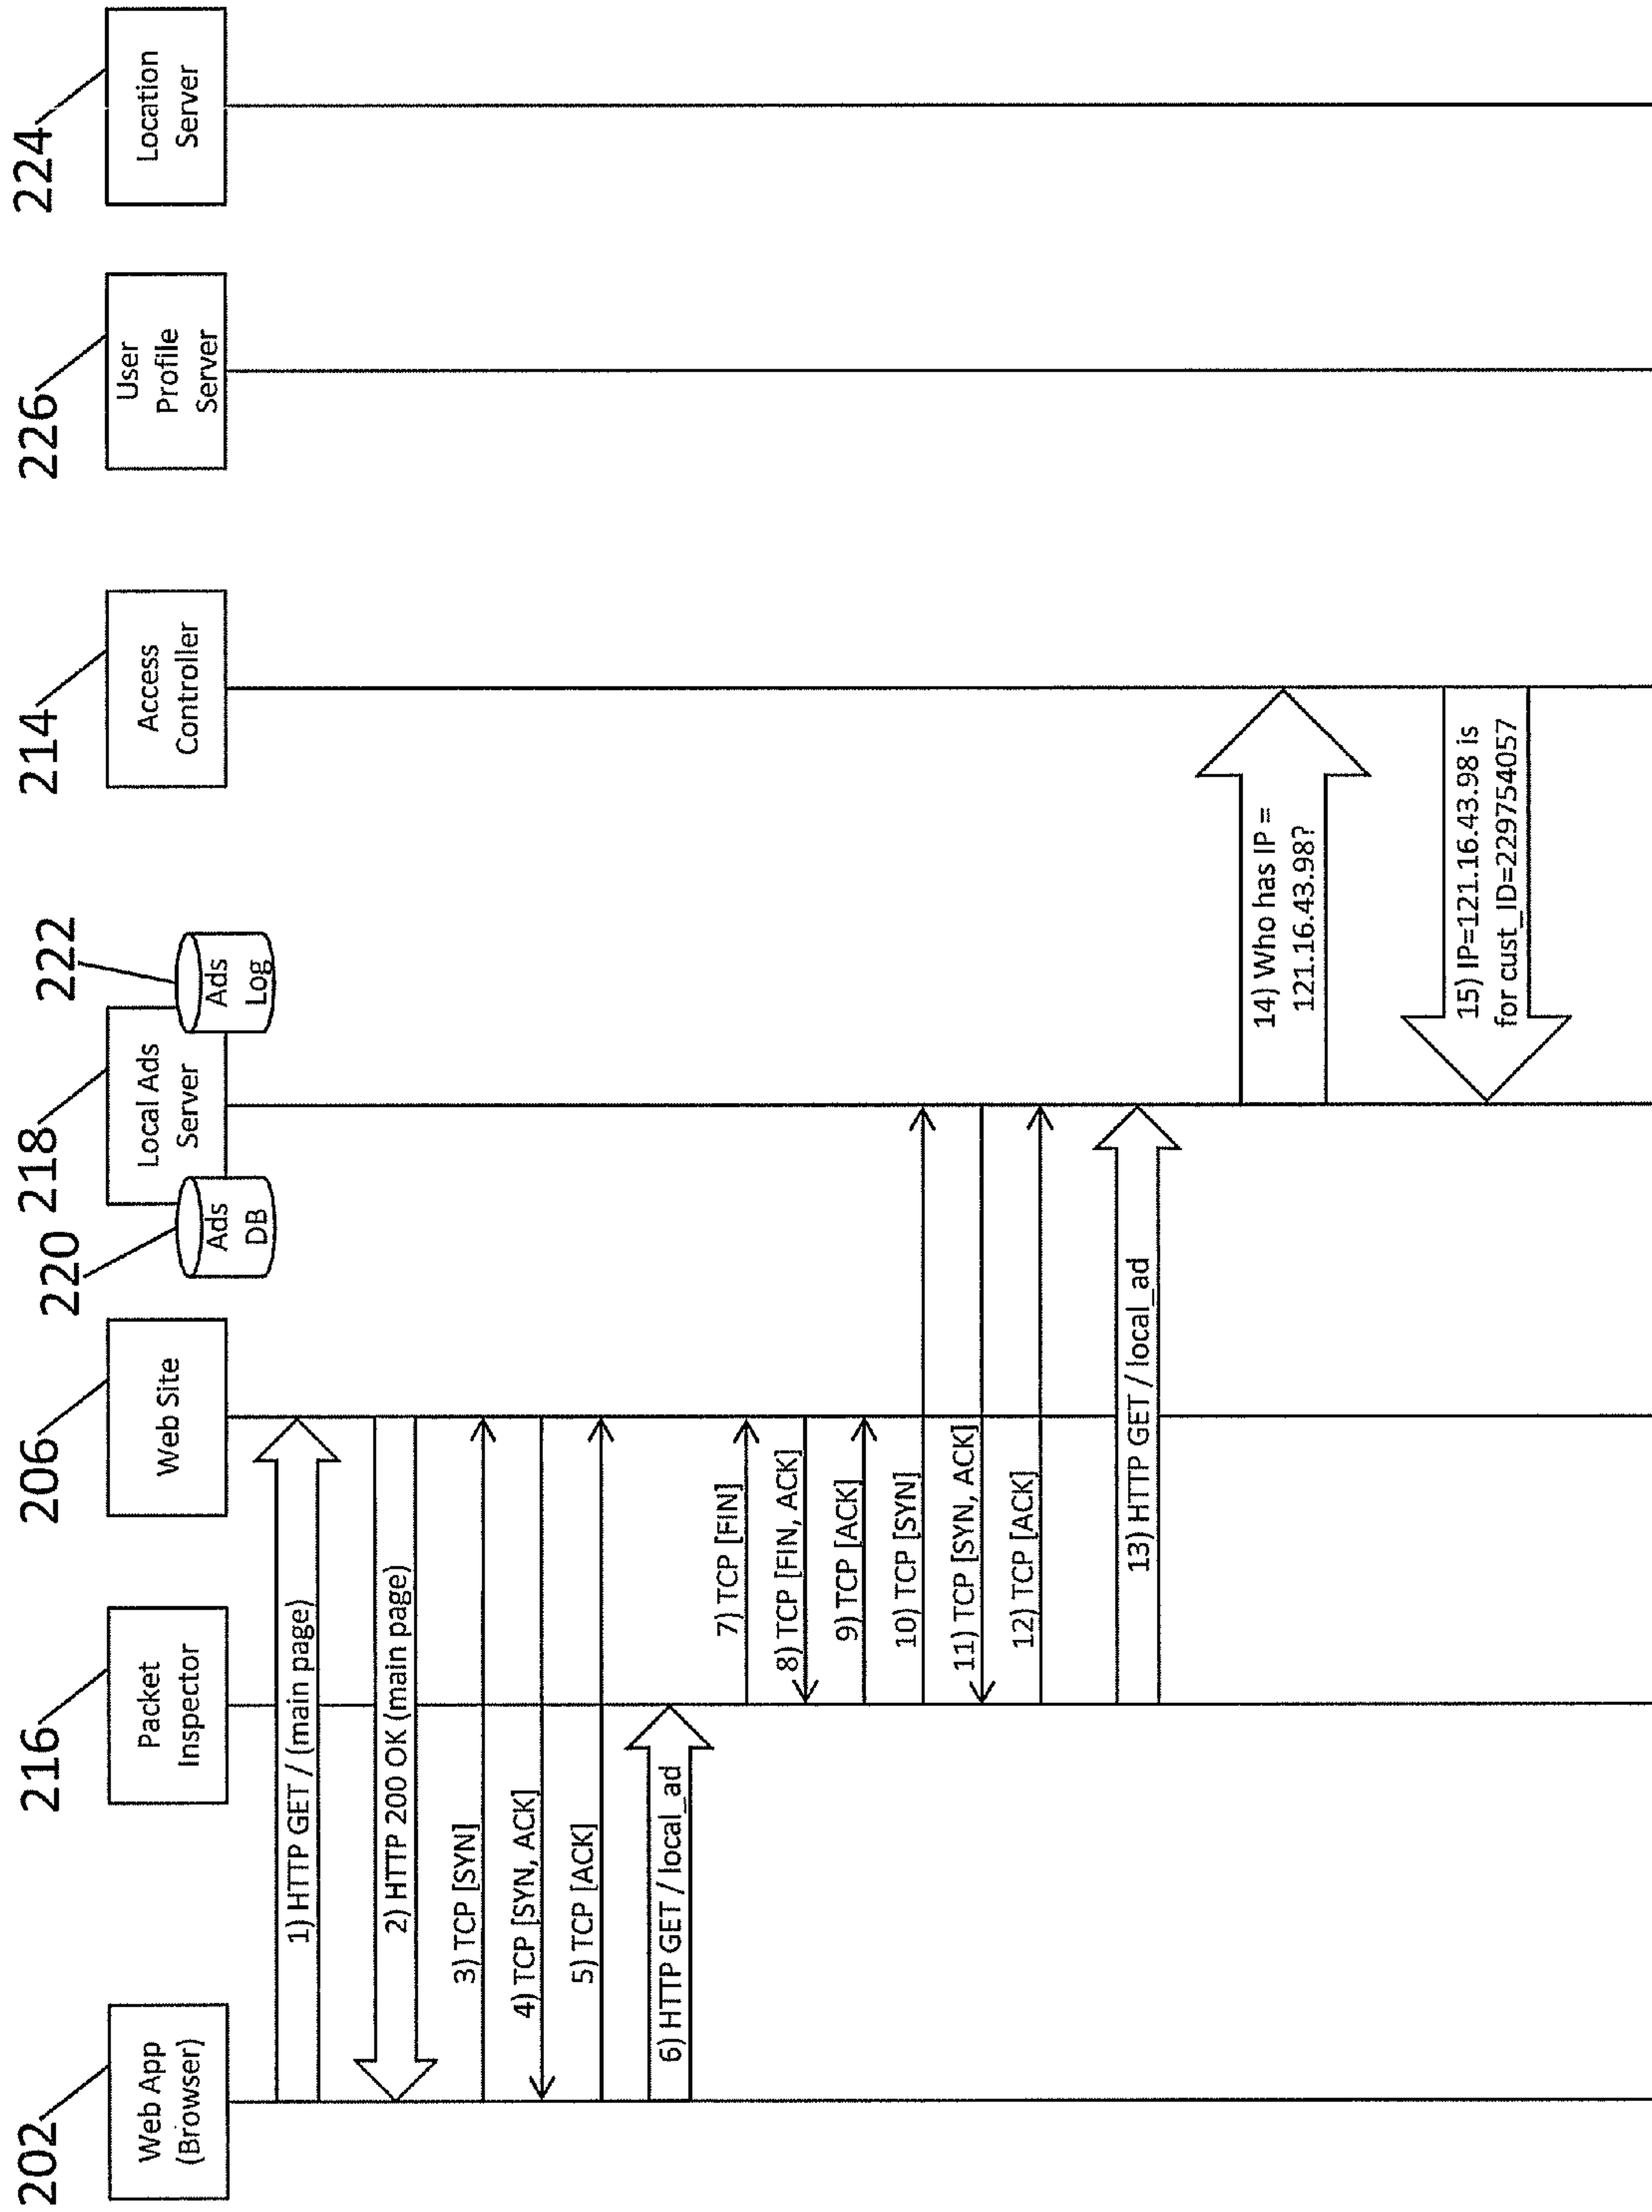 202
216
206
220
218
222
214
226
224
Web App
(Browser)
Packet
Inspector
Web Site
Ads
DB
Local Ads
Server
Ads
Log
Access
Controller
User
Profile
Server
Location
Server
1) HTTP GET / (main page)
2) HTTP 200 OK (main page)
3) TCP [SYN]
4) TCP [SYN, ACK]
5) TCP [ACK]
6) HTTP GET / local_ad
7) TCP [FIN]
8) TCP [FIN, ACK]
9) TCP [ACK]
10) TCP [SYN]
11) TCP [SYN, ACK]
12) TCP [ACK]
13) HTTP GET / local_ad
14) Who has IP =
121.16.43.98?
15) IP=121.16.43.98 is
for cust_ID=229754057